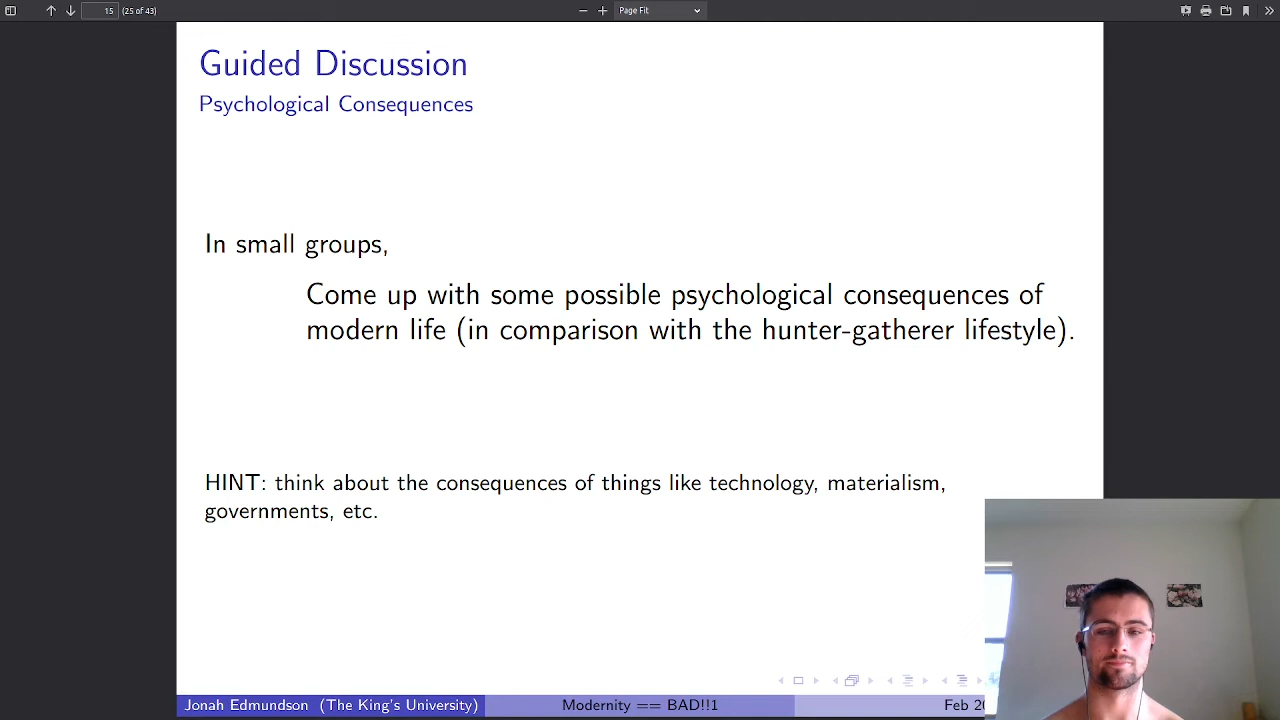 15 (25 of 43) Page Fit
Guided Discussion
Psychological Consequences
In small groups,
Come up with some possible psychological consequences of
modern life (in comparison with the hunter-gatherer lifestyle).
HINT: think about the consequences of things like technology, materialism,
governments, etc.
Jonah Edmundson (The King's University) Modernity == BAD!!1 Feb 20